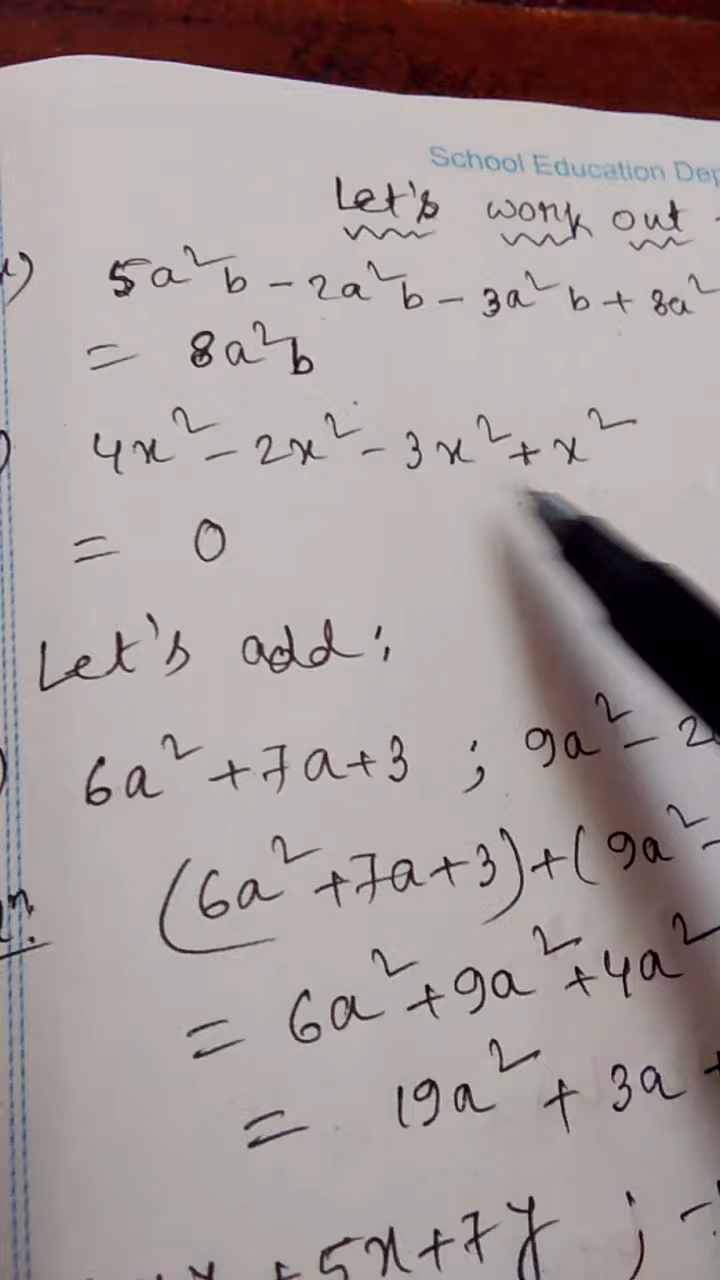 School Education Dep
Let's work out
5a²b - 2a²b - 3a²b + 8a²
= 8a²b
4x² - 2x² - 3x² + x²
= 0
Let's add:
6a² + 7a + 3 ; 9a² - 2
(6a² + 7a + 3) + (9a² -
= 6a² + 9a² + 4a²
= 19a² + 3a +
+ 5x + 7y ; -